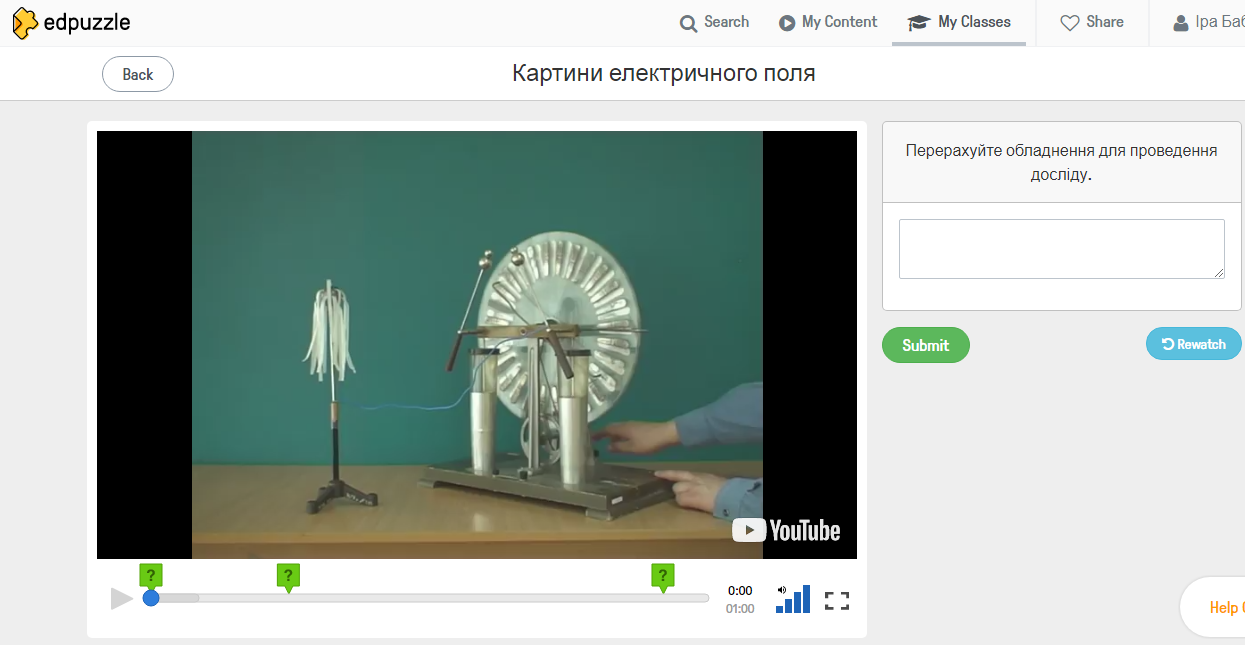 edpuzzle
Search
My Content
My Classes
Share
Іра Баб
Back
Картини електричного поля
Перерахуйте обладнення для проведення
досліду.
Submit
Rewatch
YouTube
?
?
?
0:00
01:00
Help